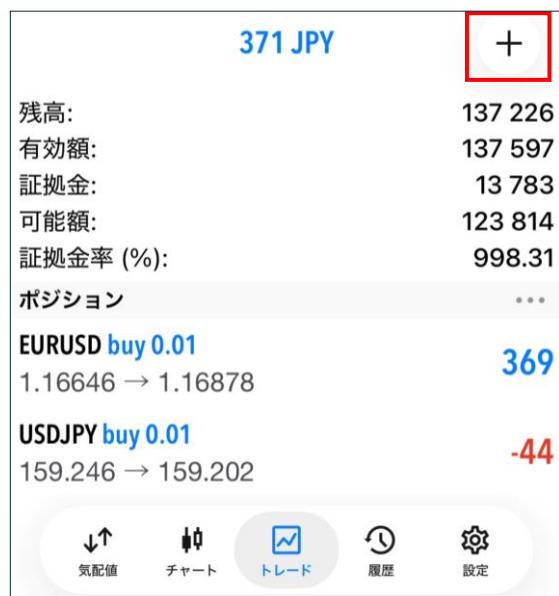 371 JPY
残高: 137 226
有効額: 137 597
証拠金: 13 783
可能額: 123 814
証拠金率 (%): 998.31
ポジション
EURUSD buy 0.01
1.16646 → 1.16878
369
USDJPY buy 0.01
159.246 → 159.202
-44
気配値 チャート トレード 履歴 設定